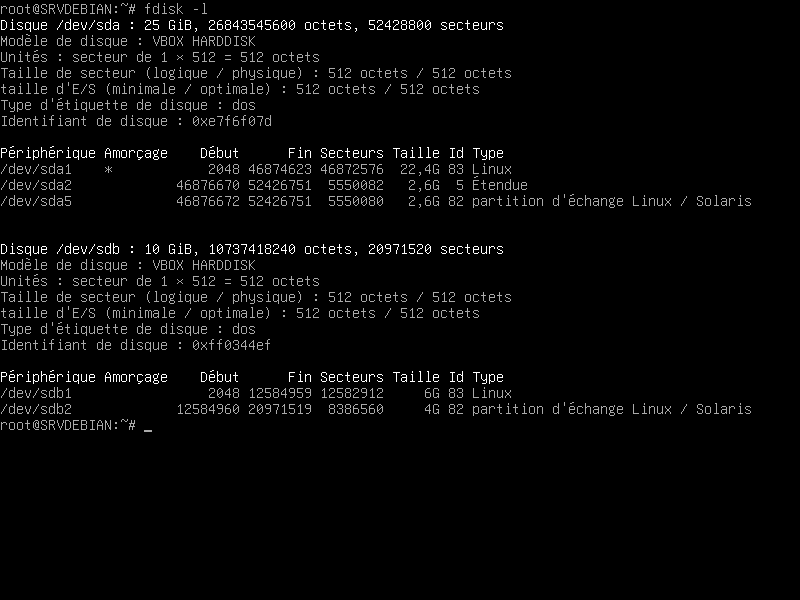 root@SRVDEBIAN:~# fdisk -l
Disque /dev/sda : 25 GiB, 26843545600 octets, 52428800 secteurs
Modèle de disque : VBOX HARDDISK
Unités : secteur de 1 × 512 = 512 octets
Taille de secteur (logique / physique) : 512 octets / 512 octets
taille d'E/S (minimale / optimale) : 512 octets / 512 octets
Type d'étiquette de disque : dos
Identifiant de disque : 0xe7f6f07d
Périphérique Amorçage    Début      Fin Secteurs Taille Id Type
/dev/sda1    *            2048 46874623 46872576  22,4G 83 Linux
/dev/sda2             46876670 52426751  5550082   2,6G  5 Étendue
/dev/sda5             46876672 52426751  5550080   2,6G 82 partition d'échange Linux / Solaris
Disque /dev/sdb : 10 GiB, 10737418240 octets, 20971520 secteurs
Modèle de disque : VBOX HARDDISK
Unités : secteur de 1 × 512 = 512 octets
Taille de secteur (logique / physique) : 512 octets / 512 octets
taille d'E/S (minimale / optimale) : 512 octets / 512 octets
Type d'étiquette de disque : dos
Identifiant de disque : 0xff0344ef
Périphérique Amorçage    Début      Fin Secteurs Taille Id Type
/dev/sdb1                 2048 12584959 12582912     6G 83 Linux
/dev/sdb2             12584960 20971519  8386560     4G 82 partition d'échange Linux / Solaris
root@SRVDEBIAN:~# _